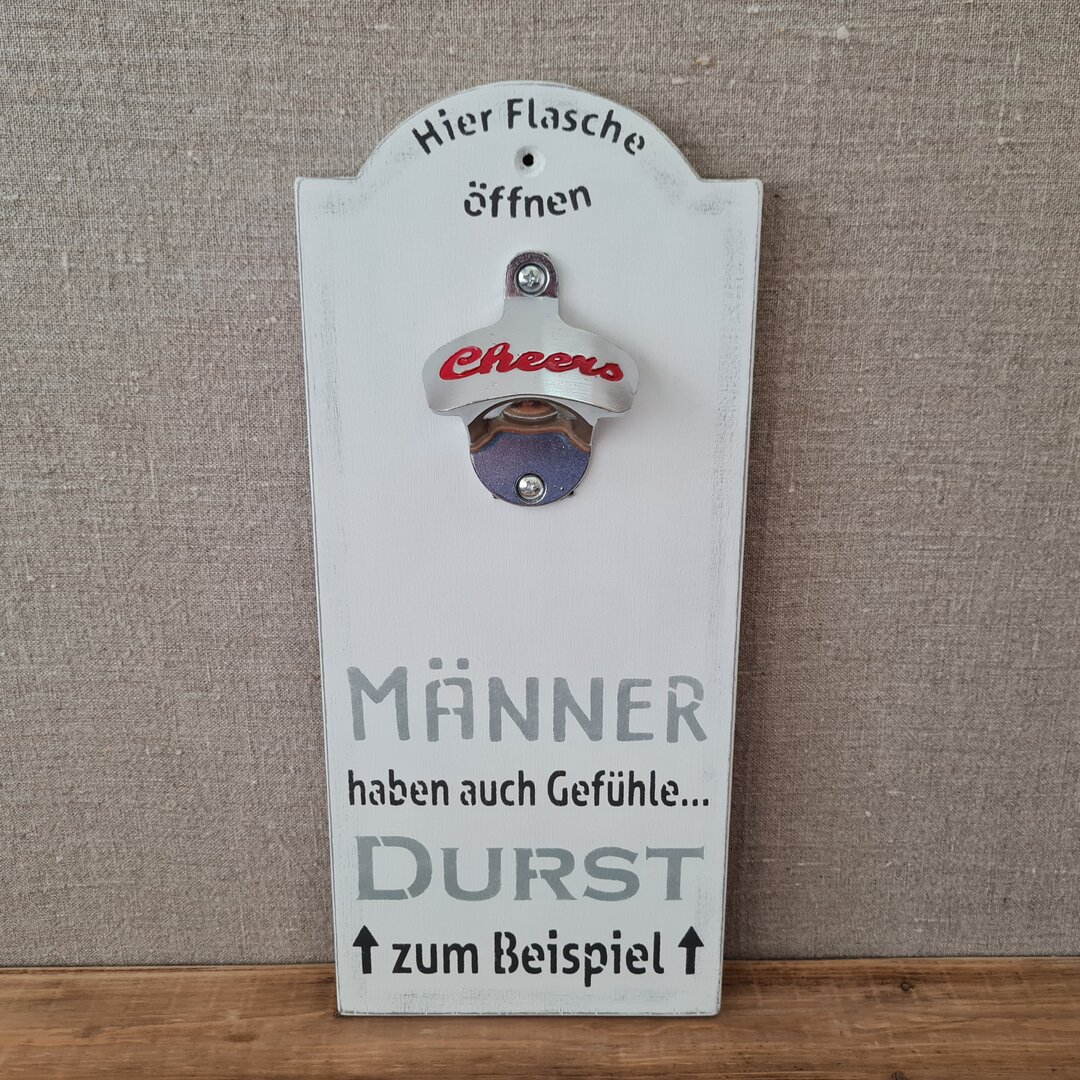 Hier Flasche
öffnen
Cheers
MÄNNER
haben auch Gefühle...
DURST
↑ zum Beispiel ↑